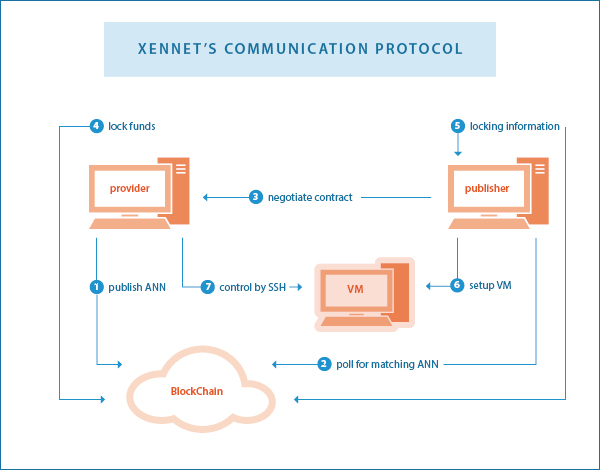 XENNET'S COMMUNICATION PROTOCOL
4 lock funds
5 locking information
provider
publisher
3 negotiate contract
1 publish ANN
7 control by SSH
VM
6 setup VM
2 poll for matching ANN
BlockChain